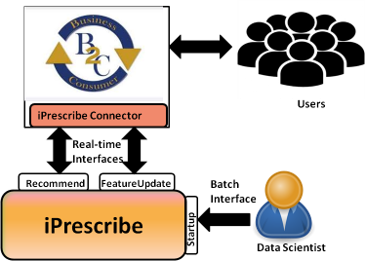 Business
B2C
Consumer
iPrescribe Connector
Users
Real-time
Interfaces
Recommend
FeatureUpdate
Batch
Interface
iPrescribe
Startup
Data Scientist